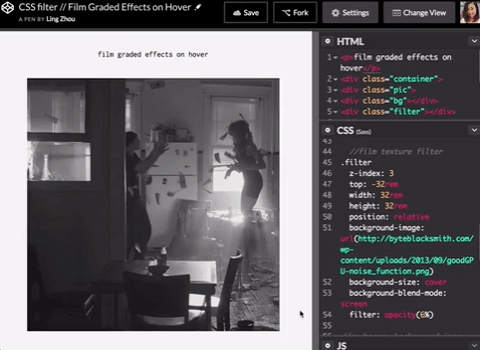 CSS filter // Film Graded Effects on Hover
A PEN BY Ling Zhou
Save
Fork
Settings
Change View
film graded effects on hover
HTML
1 <p>film graded effects on
hover</p>
2 <div class="container">
3 <div class="pic">
4 <div class="bg"></div>
5 <div class="filter"></div>
CSS (Sass)
43
44 //film texture filter
45 .filter
46 z-index: 3
47 top: -32rem
48 width: 32rem
49 height: 32rem
50 position: relative
51 background-image:
url(http://byteblacksmith.com/
wp-
content/uploads/2013/09/goodGP
U-noise_function.png)
52 background-size: cover
53 background-blend-mode:
screen
54 filter: opacity(6%)
55
JS